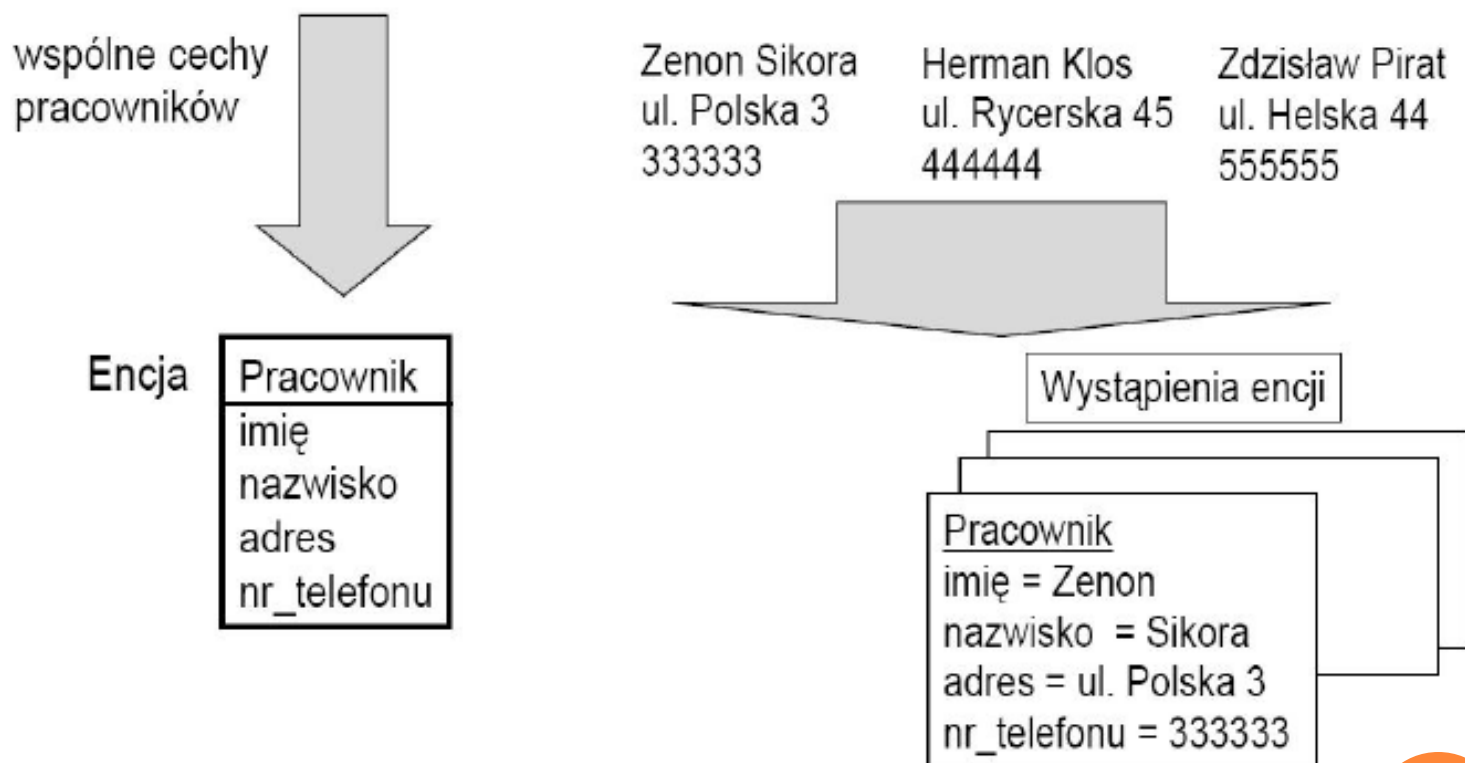 wspólne cechy
pracowników
Zenon Sikora
ul. Polska 3
333333
Herman Klos
ul. Rycerska 45
444444
Zdzisław Pirat
ul. Helska 44
555555
Encja
Pracownik
imię
nazwisko
adres
nr_telefonu
Wystąpienia encji
Pracownik
imię = Zenon
nazwisko = Sikora
adres = ul. Polska 3
nr_telefonu = 333333